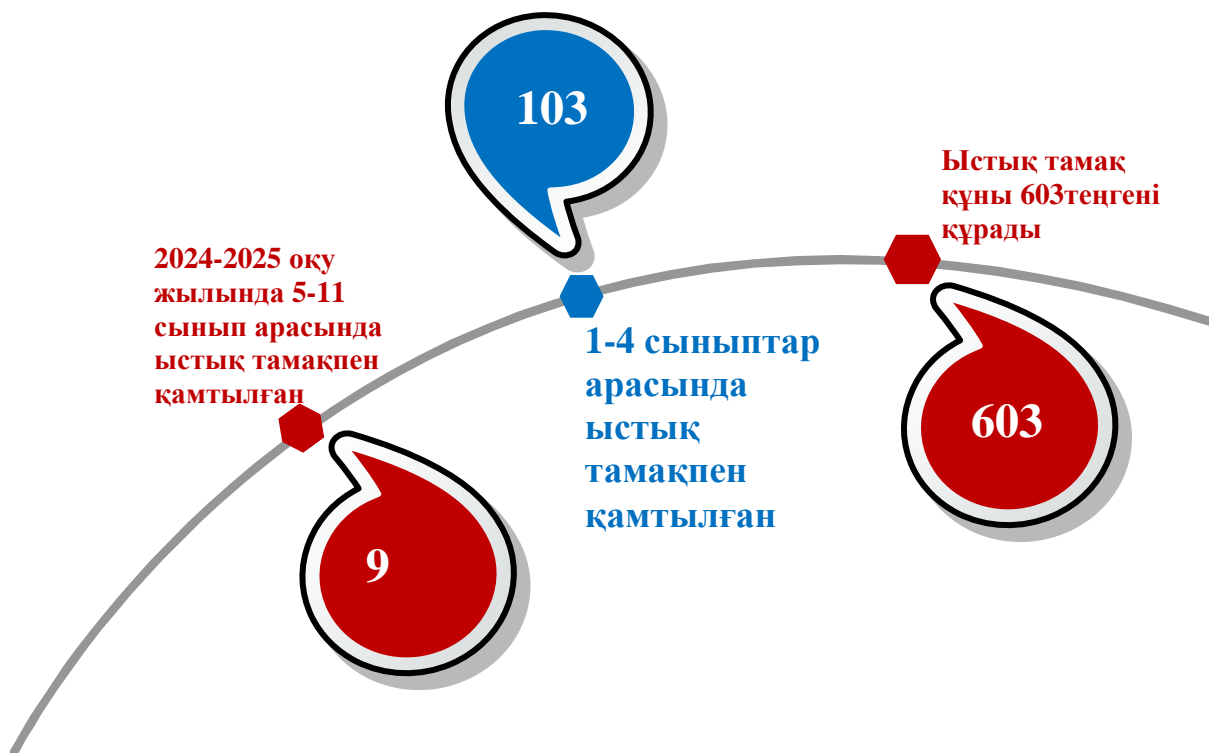 103
Ыстық тамақ
құны 603теңгені
құрады
2024-2025 оқу
жылында 5-11
сынып арасында
ыстық тамақпен
қамтылған
1-4 сыныптар
арасында
ыстық
тамақпен
қамтылған
603
9